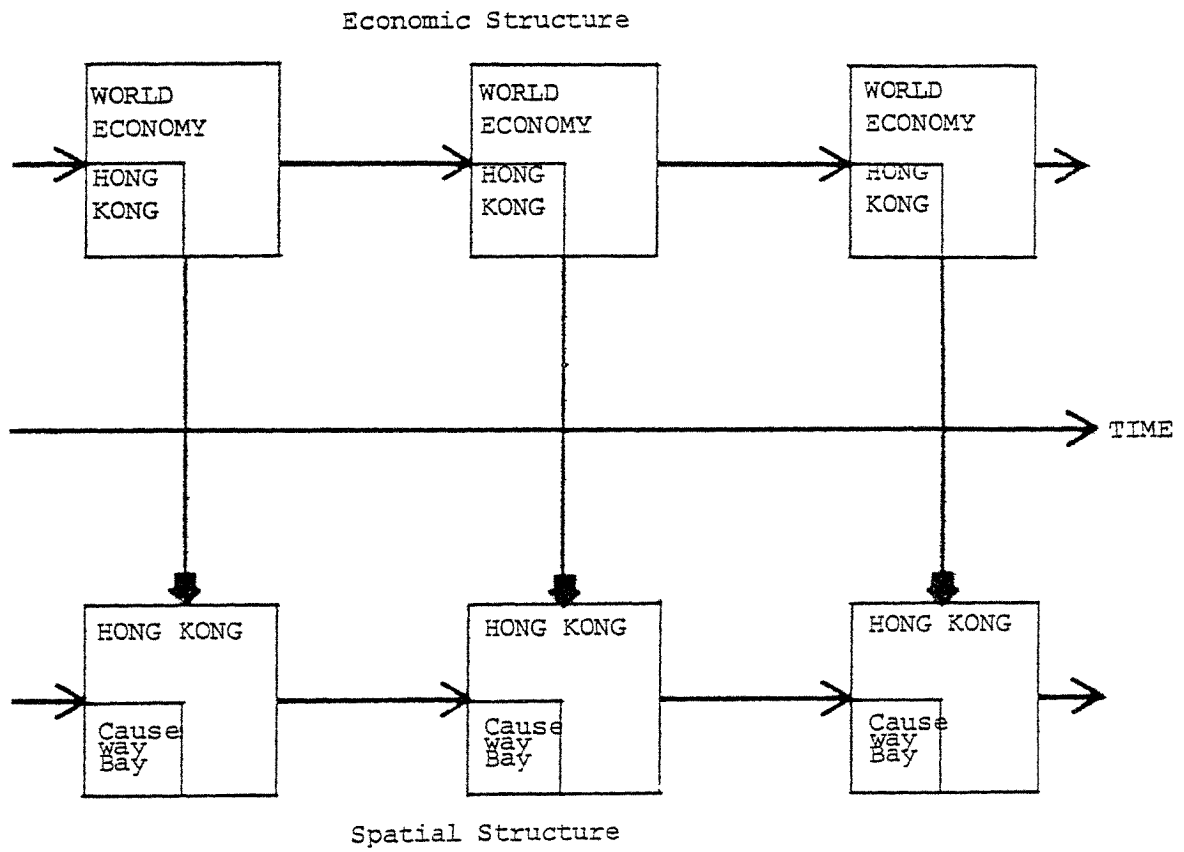 Economic Structure
WORLD
ECONOMY
HONG
KONG
WORLD
ECONOMY
HONG
KONG
WORLD
ECONOMY
HONG
KONG
TIME
HONG KONG
Cause
way
Bay
HONG KONG
Cause
way
Bay
HONG KONG
Cause
way
Bay
Spatial Structure